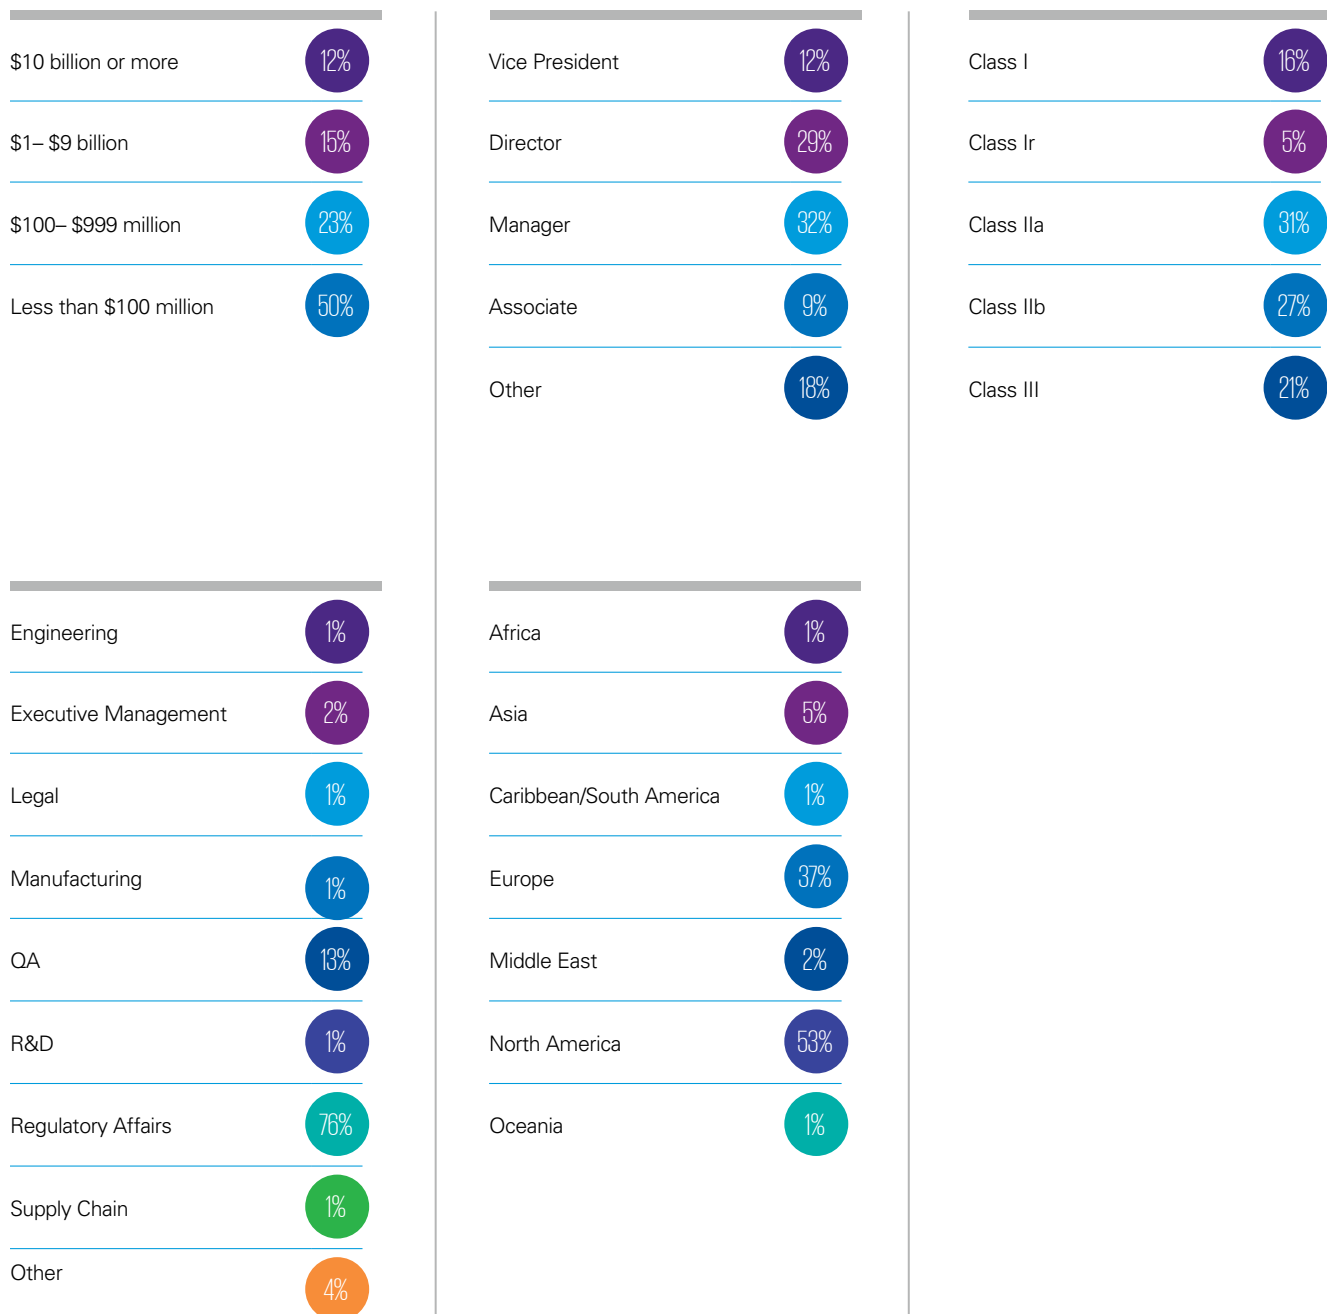 $10 billion or more 12%
$1– $9 billion 15%
$100– $999 million 23%
Less than $100 million 50%
Vice President 12%
Director 29%
Manager 32%
Associate 9%
Other 18%
Class I 16%
Class Ir 5%
Class IIa 31%
Class IIb 27%
Class III 21%
Engineering 1%
Executive Management 2%
Legal 1%
Manufacturing 1%
QA 13%
R&D 1%
Regulatory Affairs 76%
Supply Chain 1%
Other 4%
Africa 1%
Asia 5%
Caribbean/South America 1%
Europe 37%
Middle East 2%
North America 53%
Oceania 1%